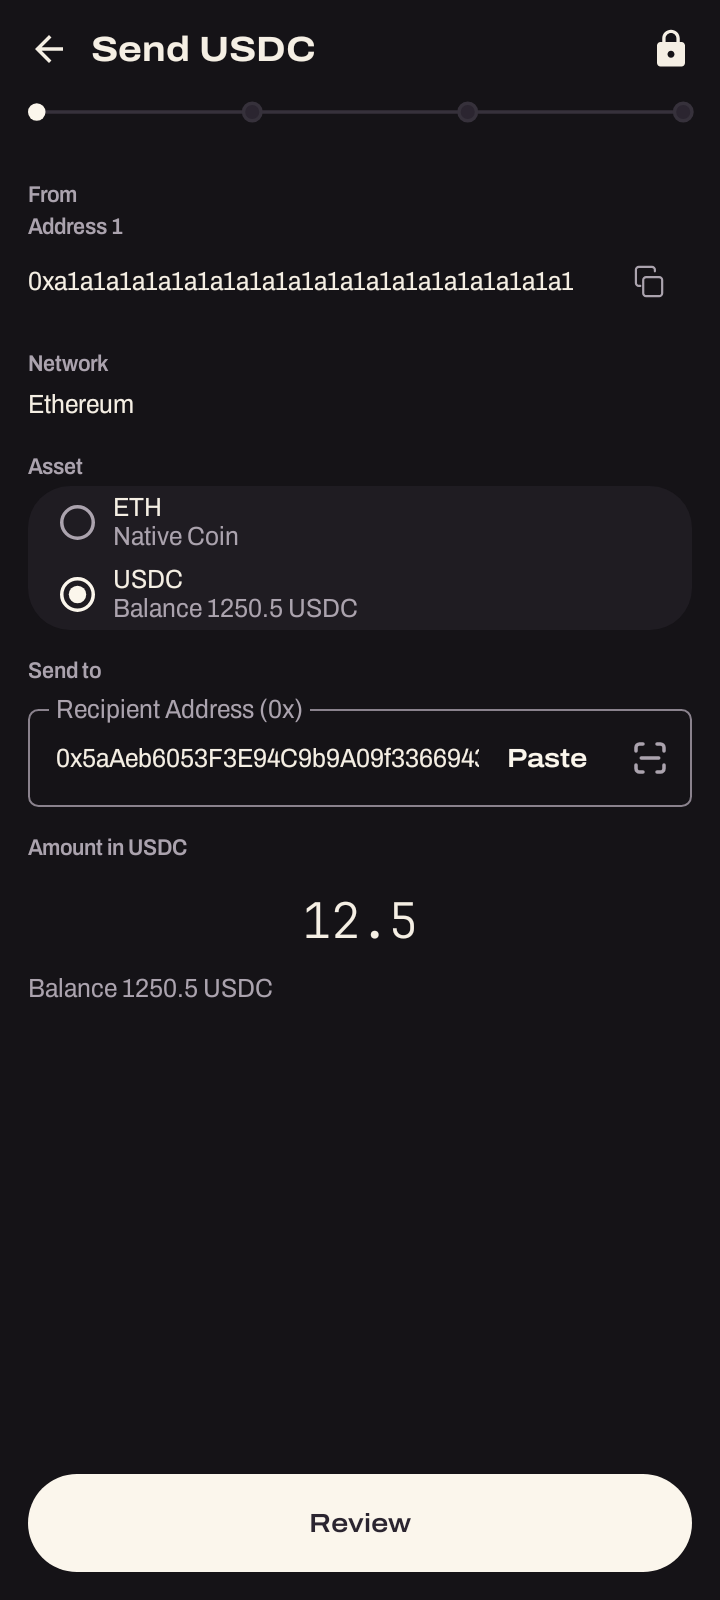 Send USDC
From
Address 1
0xa1a1a1a1a1a1a1a1a1a1a1a1a1a1a1a1a1a1a1a1
Network
Ethereum
Asset
ETH
Native Coin
USDC
Balance 1250.5 USDC
Send to
Recipient Address (0x)
0x5aAeb6053F3E94C9b9A09f3366943 Paste
Amount in USDC
12.5
Balance 1250.5 USDC
Review